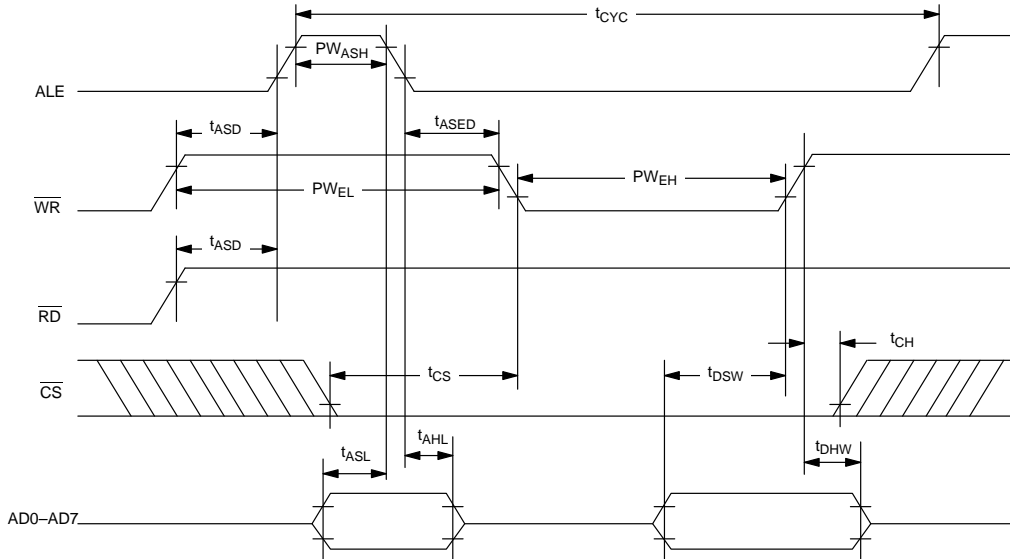 tCYC
PWASH
ALE
tASD
tASED
WR
PWEL
PWEH
tASD
RD
tCH
CS
tCS
tDSW
tASL
tAHL
tDHW
AD0–AD7